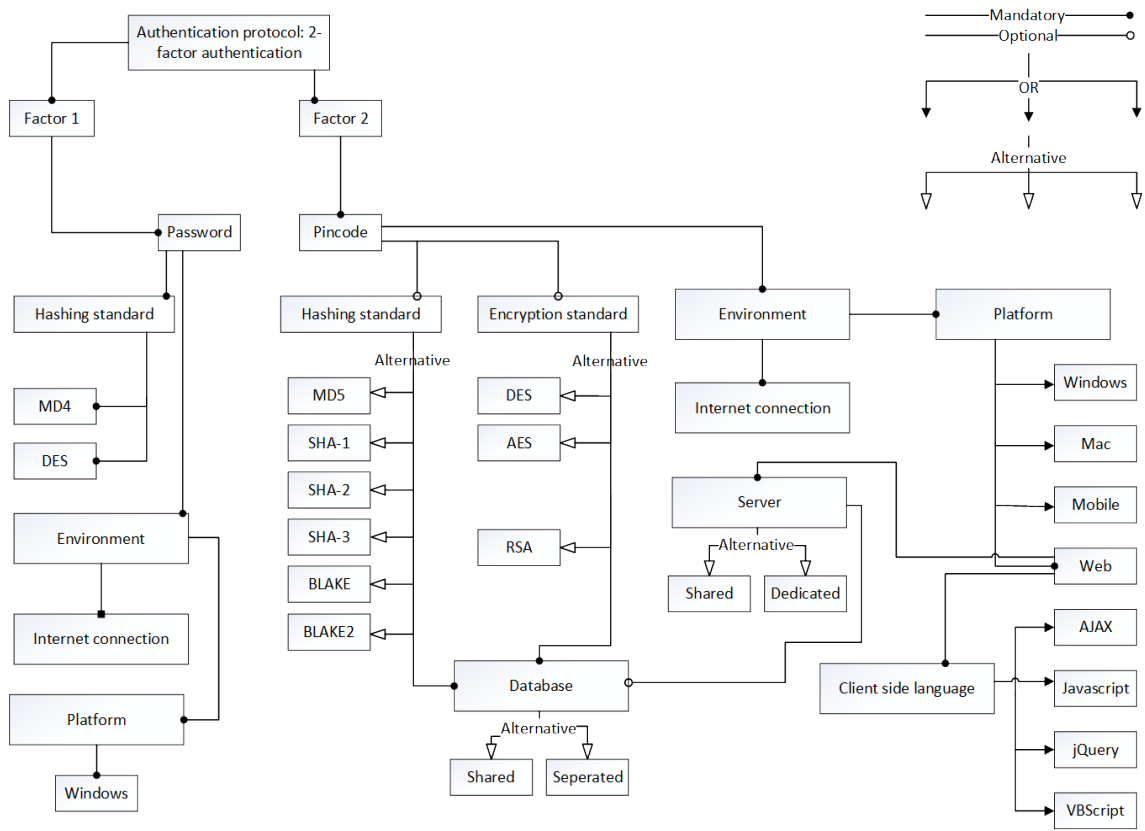 Authentication protocol: 2-
factor authentication
Mandatory
Optional
OR
Alternative
Factor 1
Factor 2
Password
Pincode
Hashing standard
Hashing standard
Encryption standard
Environment
Platform
Alternative
Alternative
MD4
DES
MD5
SHA-1
SHA-2
SHA-3
BLAKE
BLAKE2
DES
AES
RSA
Internet connection
Windows
Mac
Mobile
Web
Server
Alternative
Shared
Dedicated
Environment
Internet connection
Platform
Windows
Database
Alternative
Shared
Seperated
Client side language
AJAX
Javascript
jQuery
VBScript